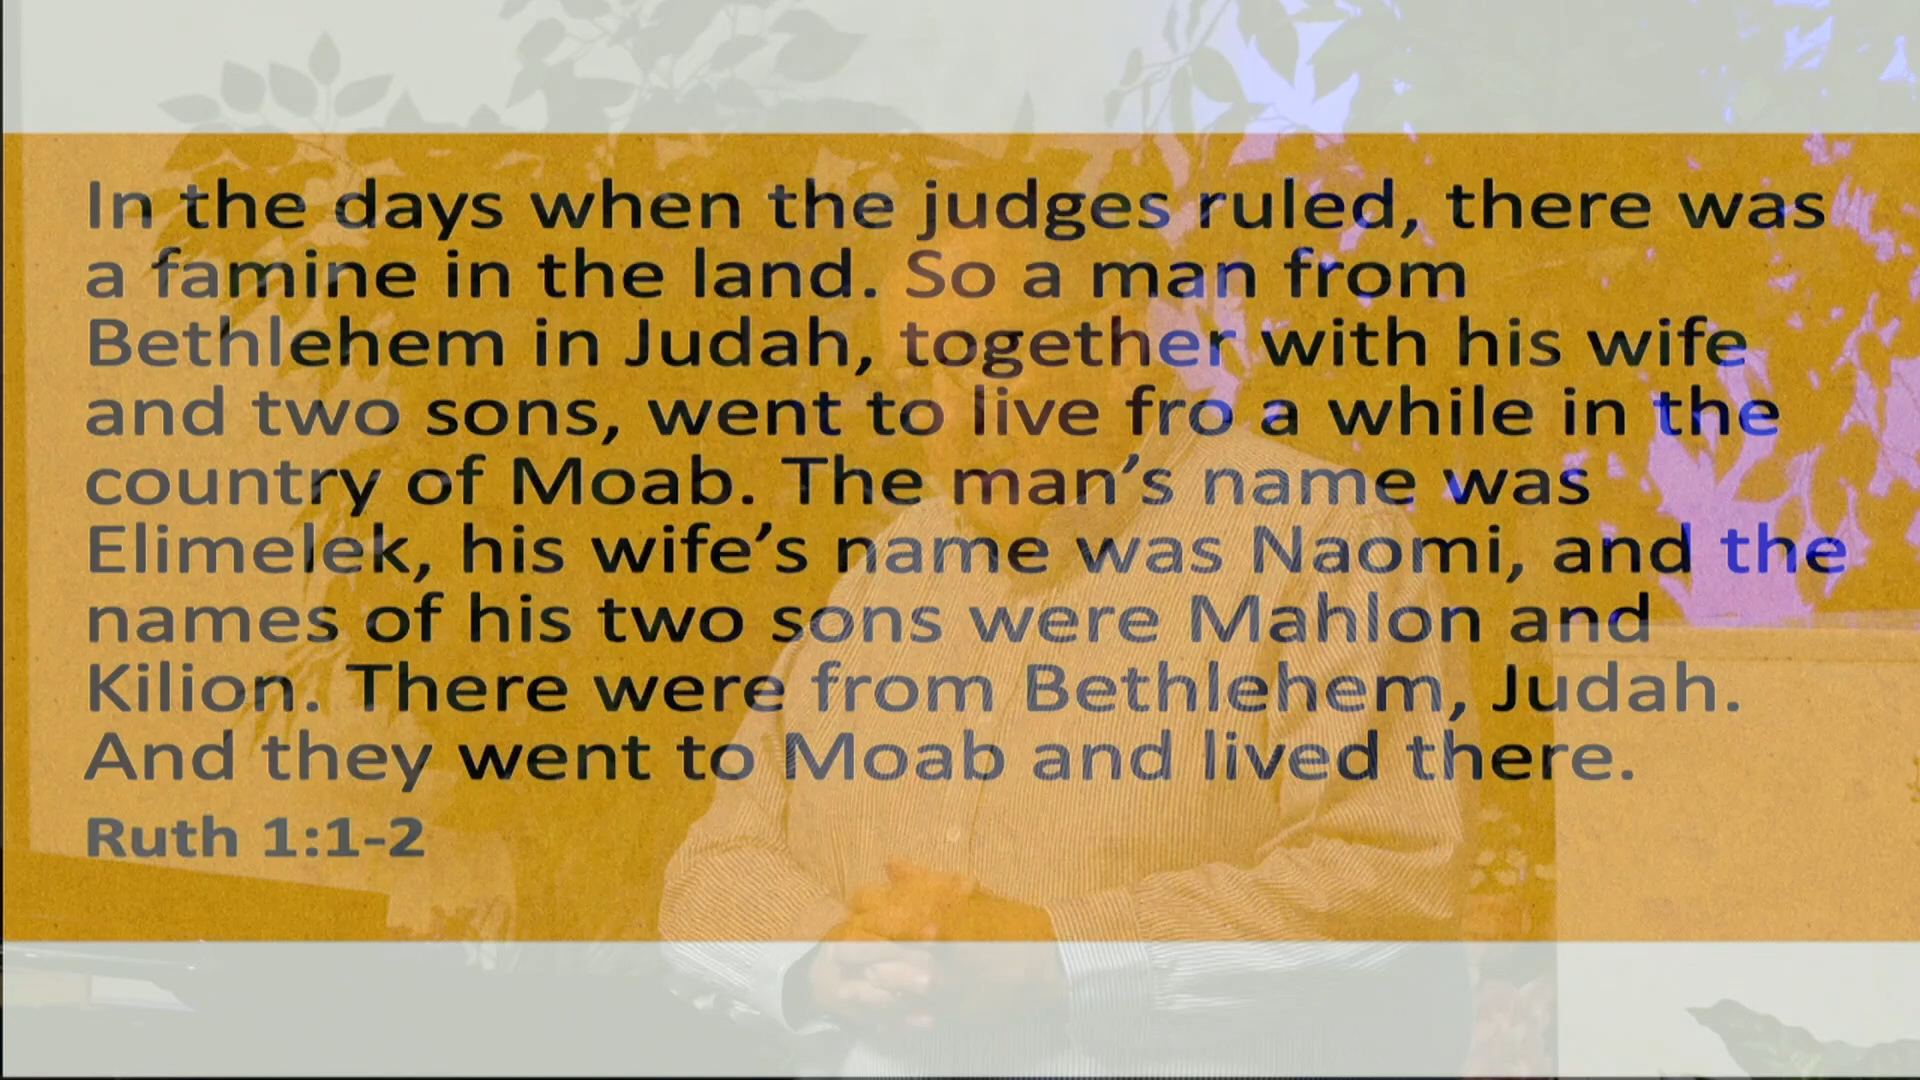 In the days when the judges ruled, there was
a famine in the land. So a man from
Bethlehem in Judah, together with his wife
and two sons, went to live fro a while in the
country of Moab. The man’s name was
Elimelek, his wife’s name was Naomi, and the
names of his two sons were Mahlon and
Kilion. There were from Bethlehem, Judah.
And they went to Moab and lived there.
Ruth 1:1-2